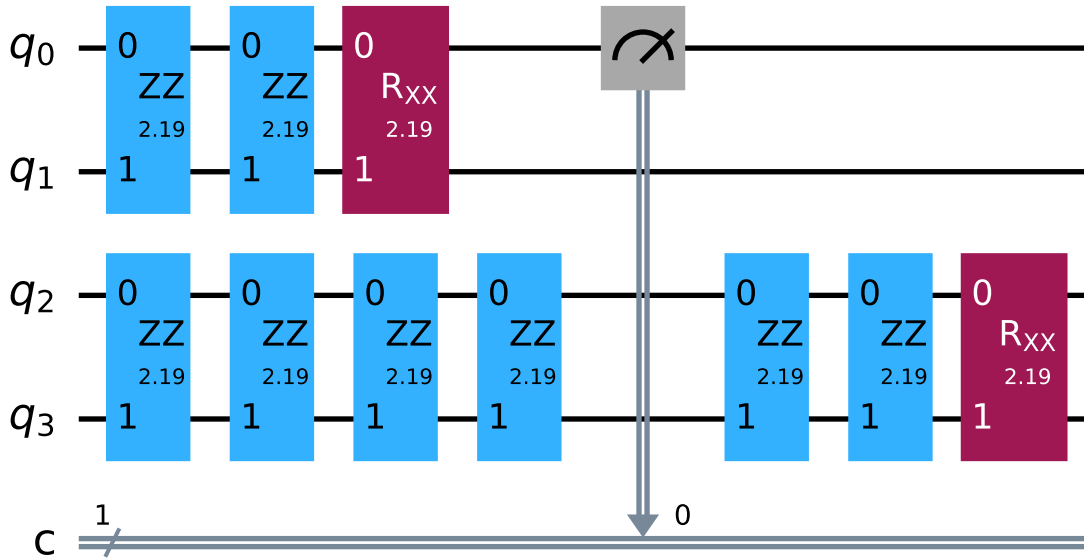 q0 0 0 0
ZZ ZZ RXX
2.19 2.19 2.19
q1 1 1 1
q2 0 0 0 0 0 0 0
ZZ ZZ ZZ ZZ ZZ ZZ RXX
2.19 2.19 2.19 2.19 2.19 2.19 2.19
q3 1 1 1 1 1 1 1
1 0
c